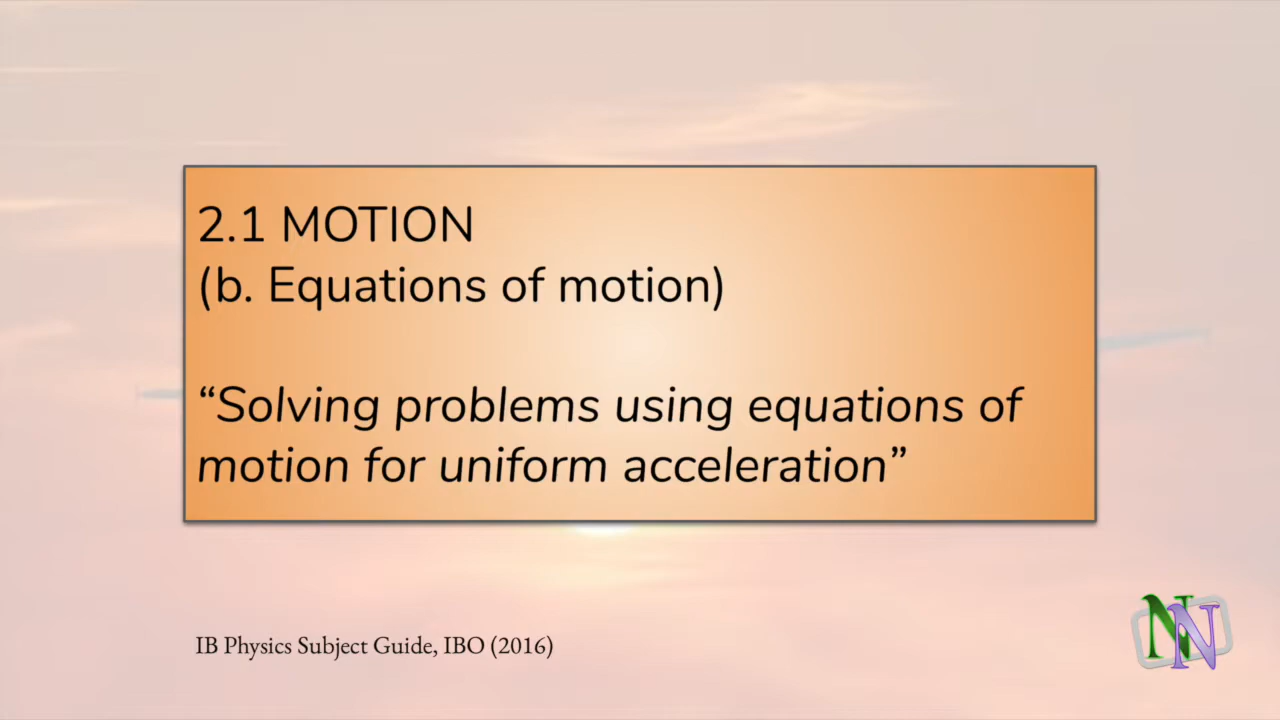 2.1 MOTION
(b. Equations of motion)
“Solving problems using equations of
motion for uniform acceleration”
IB Physics Subject Guide, IBO (2016)
NN